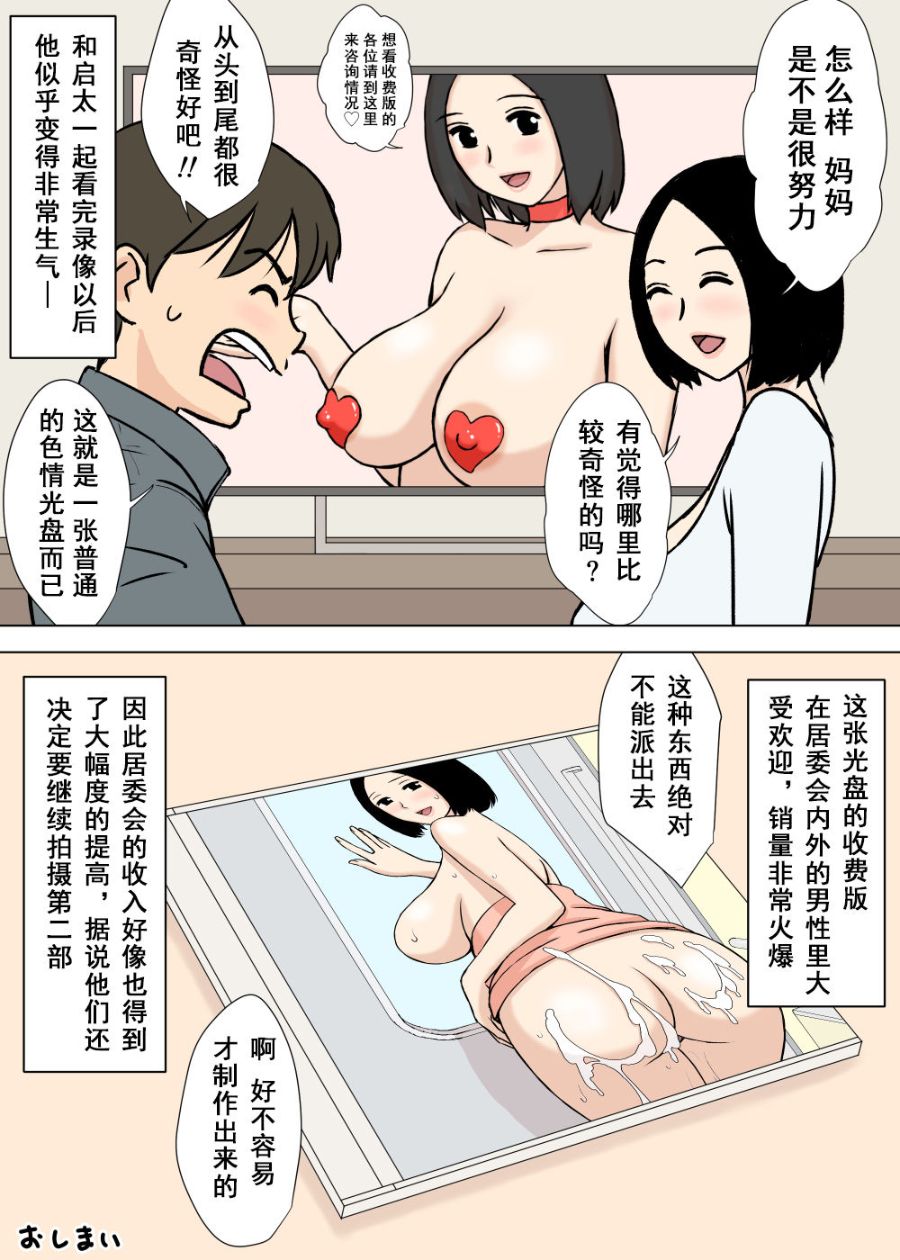 怎么样 妈妈
是不是很努力
想看收费版的
各位请到这里
来咨询情况♡
从头到尾都很
奇怪好吧!!
和启太一起看完录像以后
他似乎变得非常生气—
有觉得哪里比
较奇怪的吗?
这就是一张普通
的色情光盘而已
这张光盘的收费版
在居委会内外的男性里大
受欢迎，销量非常火爆
这种东西绝对
不能派出去
啊 好不容易
才制作出来的
因此居委会的收入好像也得到
了大幅度的提高，据说他们还
决定要继续拍摄第二部
おしまい